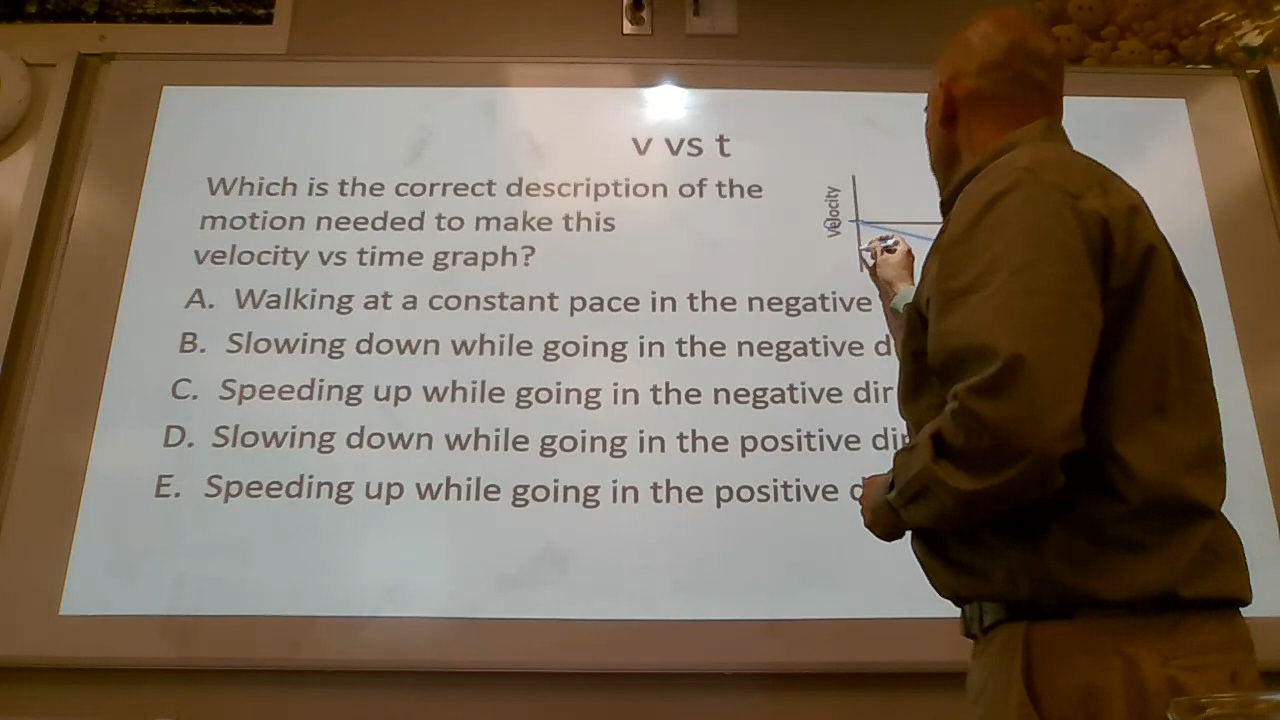 v vs t
Which is the correct description of the
motion needed to make this
velocity vs time graph?
Velocity
0
A. Walking at a constant pace in the negative
B. Slowing down while going in the negative
C. Speeding up while going in the negative
D. Slowing down while going in the positive
E. Speeding up while going in the positive